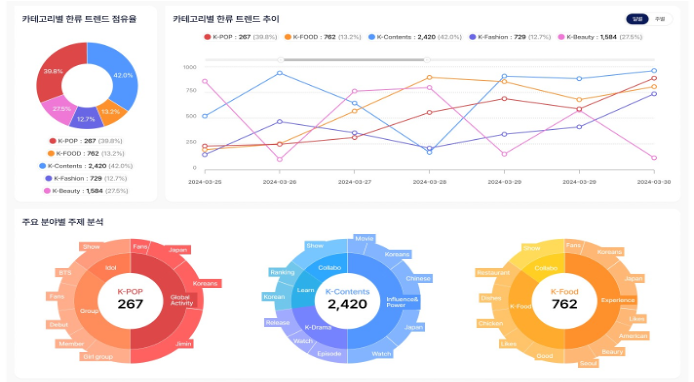 카테고리별 한류 트렌드 점유율
39.8%
42.0%
27.5%
13.2%
12.7%
K-POP : 267 (39.8%)
K-FOOD : 762 (13.2%)
K-Contents : 2,420 (42.0%)
K-Fashion : 729 (12.7%)
K-Beauty : 1,584 (27.5%)
카테고리별 한류 트렌드 추이
일별 주별
K-POP : 267 (39.8%) K-FOOD : 762 (13.2%) K-Contents : 2,420 (42.0%) K-Fashion : 729 (12.7%) K-Beauty : 1,584 (27.5%)
1000
750
500
250
0
2024-03-25 2024-03-26 2024-03-27 2024-03-28 2024-03-29 2024-03-29 2024-03-30
주요 분야별 주제 분석
Show Fans Japan
BTS Idol Koreans
Fans K-POP Global
267 Activity
Group
Member Jimin
Girl group
Show Movie Koreans
Ranking Collabo Chinese
Learn K-Contents Influence&
Korean 2,420 Power
Release K-Drama Japan
Watch Episode Watch
Show Fans Koreans
Restaurant Collabo Japan
K-Food Experience
762
K-Food Likes
Chicken American
Likes Good Seoul